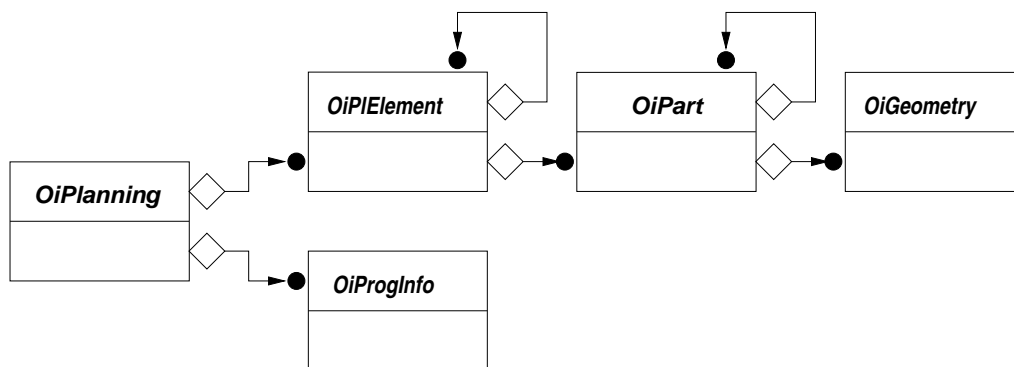 OiPlElement
OiPart
OiGeometry
OiPlanning
OiProgInfo